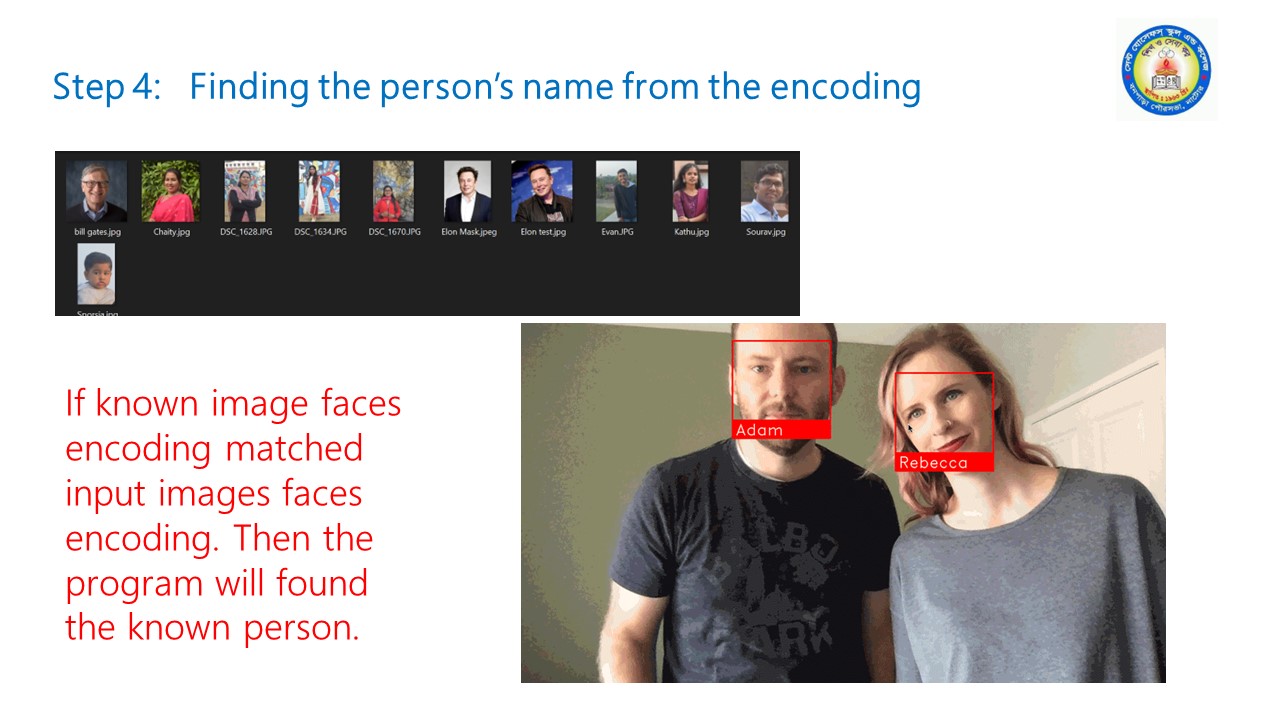 Step 4: Finding the person’s name from the encoding
bill gates.jpg Chaity.jpg DSC_1628.JPG DSC_1634.JPG DSC_1670.JPG Elon Mask.jpeg Elon test.jpg Evan.JPG Kathu.jpg Sourav.jpg
If known image faces
encoding matched
input images faces
encoding. Then the
program will found
the known person.
Adam
Rebecca